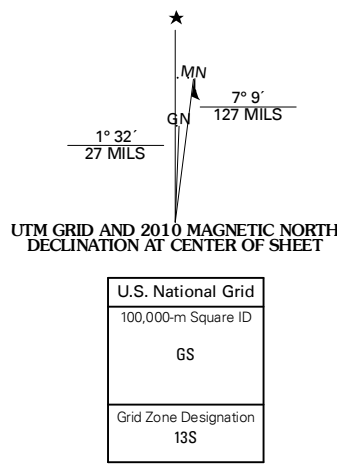 MN
GN
7° 9´
127 MILS
1° 32´
27 MILS
UTM GRID AND 2010 MAGNETIC NORTH
DECLINATION AT CENTER OF SHEET
U.S. National Grid
100,000-m Square ID
GS
Grid Zone Designation
13S